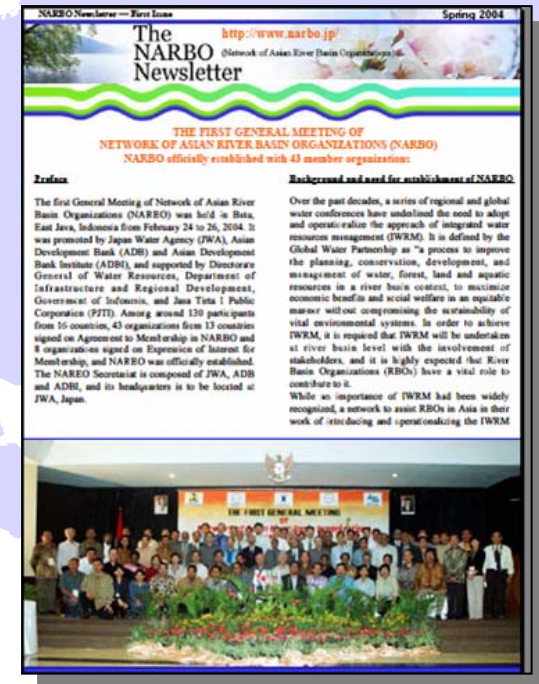 NARBO Newsletter — First Issue
Spring 2004
The
NARBO
Newsletter
http://www.narbo.jp/
(Network of Asian River Basin Organizations)
THE FIRST GENERAL MEETING OF
NETWORK OF ASIAN RIVER BASIN ORGANIZATIONS (NARBO)
NARBO officially established with 43 member organizations
Preface
The first General Meeting of Network of Asian River
Basin Organizations (NARBO) was held in Batu,
East Java, Indonesia from February 24 to 26, 2004. It
was promoted by Japan Water Agency (JWA), Asian
Development Bank (ADB) and Asian Development
Bank Institute (ADBI), and supported by Directorate
General of Water Resources, Department of
Infrastructure and Regional Development,
Government of Indonesia, and Jasa Tirta I Public
Corporation (PJTI). Among around 130 participants
from 16 countries, 43 organizations from 13 countries
signed on Agreement to Membership in NARBO and
8 organizations signed on Expression of Interest for
Membership, and NARBO was officially established.
The NARBO Secretariat is composed of JWA, ADB
and ADBI, and its headquarters is to be located at
JWA, Japan.
Background and need for establishment of NARBO
Over the past decades, a series of regional and global
water conferences have underlined the need to adopt
and operationalize the approach of integrated water
resources management (IWRM). It is defined by the
Global Water Partnership as "a process to improve
the planning, conservation, development, and
management of water, forest, land and aquatic
resources in a river basin context, to maximize
economic benefits and social welfare in an equitable
manner without compromising the sustainability of
vital environmental systems. In order to achieve
IWRM, it is required that IWRM will be undertaken
at river basin level with the involvement of
stakeholders, and it is highly expected that River
Basin Organizations (RBOs) have a vital role to
contribute to it.
While an importance of IWRM had been widely
recognized, a network to assist RBOs in Asia in their
work of introducing and operationalizing the IWRM
THE FIRST GENERAL MEETING
OF